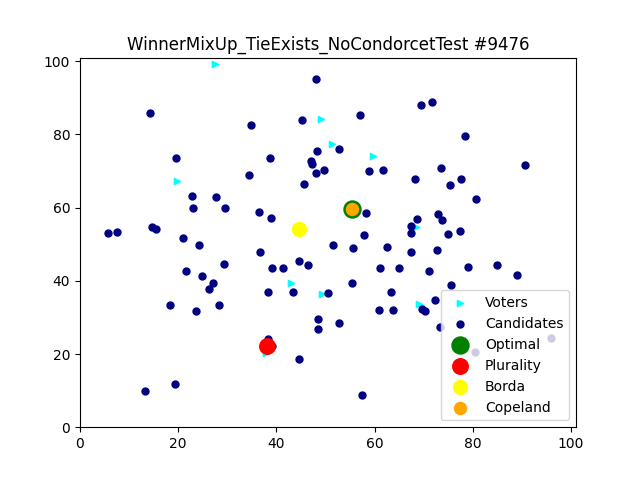 WinnerMixUp_TieExists_NoCondorcetTest #9476
100
80
60
40
20
0
0 20 40 60 80 100
Voters
Candidates
Optimal
Plurality
Borda
Copeland